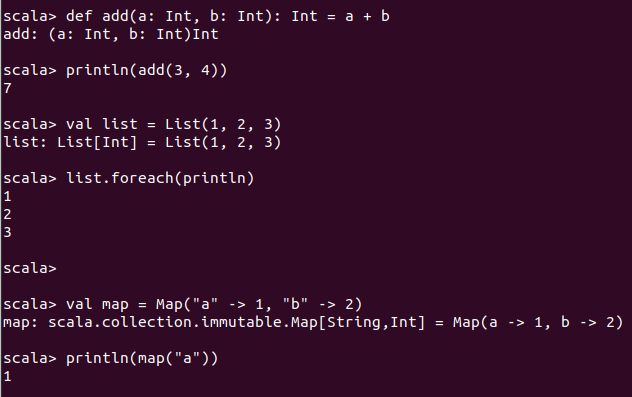 scala> def add(a: Int, b: Int): Int = a + b
add: (a: Int, b: Int)Int
scala> println(add(3, 4))
7
scala> val list = List(1, 2, 3)
list: List[Int] = List(1, 2, 3)
scala> list.foreach(println)
1
2
3
scala>
scala> val map = Map("a" -> 1, "b" -> 2)
map: scala.collection.immutable.Map[String,Int] = Map(a -> 1, b -> 2)
scala> println(map("a"))
1